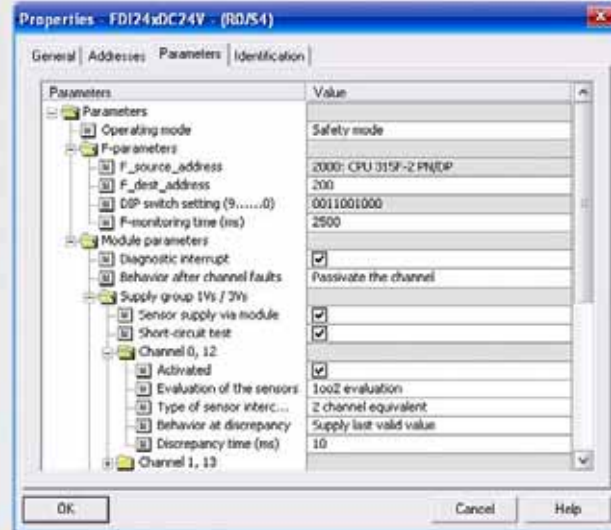 Properties - FDI24xDC24V - (R0/S4)
General Addresses Parameters Identification
Parameters Value
Parameters
Operating mode Safety mode
F-parameters
F_source_address 2000: CPU 315F-2 PN/DP
F_dest_address 200
DIP switch setting (9......0) 0011001000
F-monitoring time (ms) 2500
Module parameters
Diagnostic interrupt
Behavior after channel faults Passivate the channel
Supply group 1Vs / 3Vs
Sensor supply via module
Short-circuit test
Channel 0, 12
Activated
Evaluation of the sensors 1oo2 evaluation
Type of sensor interc... 2 channel equivalent
Behavior at discrepancy Supply last valid value
Discrepancy time (ms) 10
Channel 1, 13
OK Cancel Help